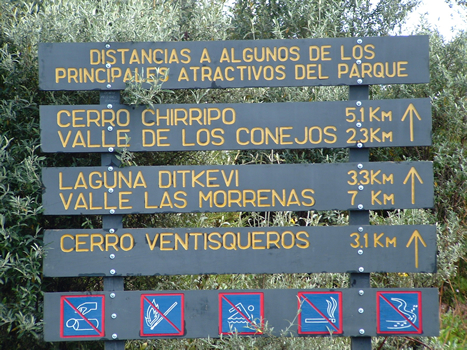 DISTANCIAS A ALGUNOS DE LOS
PRINCIPALES ATRACTIVOS DEL PARQUE
CERRO CHIRRIPO 5.1 KM
VALLE DE LOS CONEJOS 2.3 KM
LAGUNA DITKEVI 3.3 KM
VALLE LAS MORRENAS 7 KM
CERRO VENTISQUEROS 3.1 KM